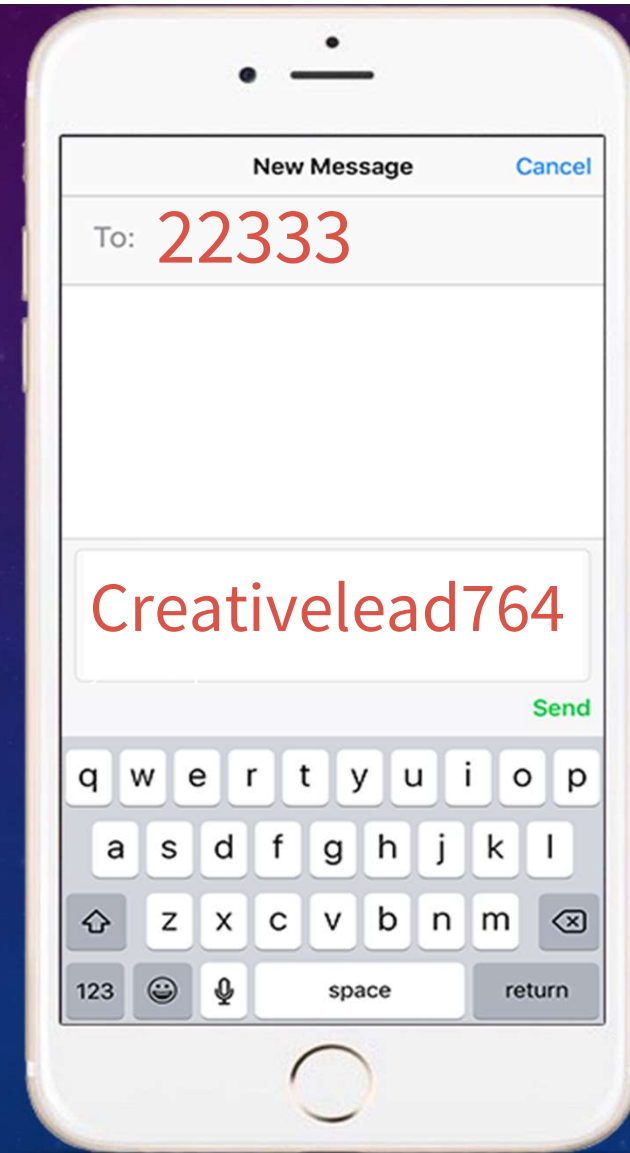 New Message Cancel
To: 22333
Creativelead764
Send
q w e r t y u i o p
a s d f g h j k l
z x c v b n m
123 space return